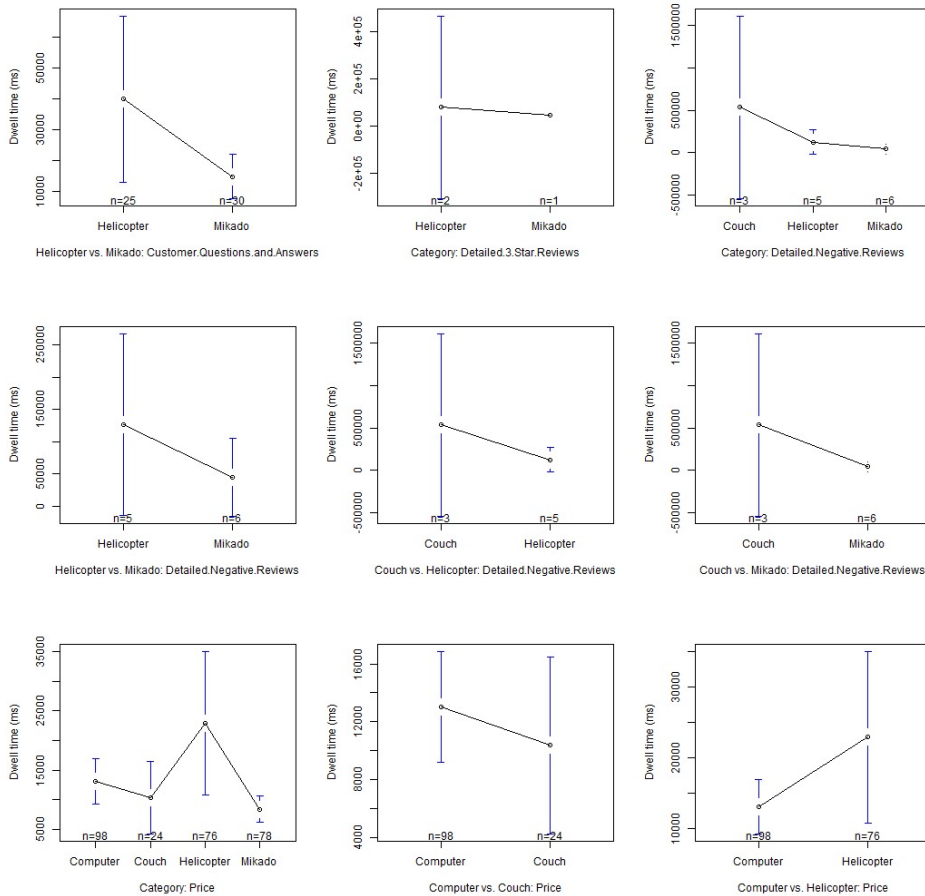 Dwell time (ms)
50000
30000
10000
n=25
n=30
Helicopter
Mikado
Helicopter vs. Mikado: Customer.Questions.and.Answers
Dwell time (ms)
4e+05
2e+05
0e+00
-2e+05
n=2
n=1
Helicopter
Mikado
Category: Detailed.3.Star.Reviews
Dwell time (ms)
1500000
500000
0
-500000
n=3
n=5
n=6
Couch
Helicopter
Mikado
Category: Detailed.Negative.Reviews
Dwell time (ms)
250000
150000
50000
0
n=5
n=6
Helicopter
Mikado
Helicopter vs. Mikado: Detailed.Negative.Reviews
Dwell time (ms)
1500000
500000
0
-500000
n=3
n=5
Couch
Helicopter
Couch vs. Helicopter: Detailed.Negative.Reviews
Dwell time (ms)
1500000
500000
0
-500000
n=3
n=6
Couch
Mikado
Couch vs. Mikado: Detailed.Negative.Reviews
Dwell time (ms)
35000
25000
15000
5000
n=98
n=24
n=76
n=78
Computer
Couch
Helicopter
Mikado
Category: Price
Dwell time (ms)
16000
12000
8000
4000
n=98
n=24
Computer
Couch
Computer vs. Couch: Price
Dwell time (ms)
30000
20000
10000
n=98
n=76
Computer
Helicopter
Computer vs. Helicopter: Price